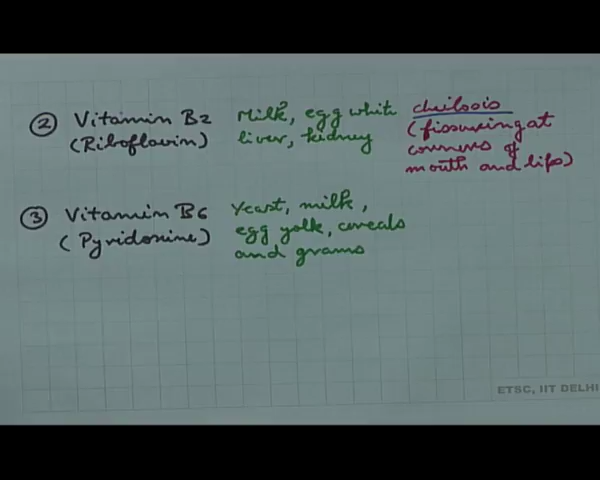 ② Vitamin B2 Milk, egg white cheilosis
(Riboflavin) liver, kidney (fissuring at
corners of
mouth and lips)
③ Vitamin B6 Yeast, milk,
(Pyridoxine) egg yolk, cereals
and grams
ETSC, IIT DELHI